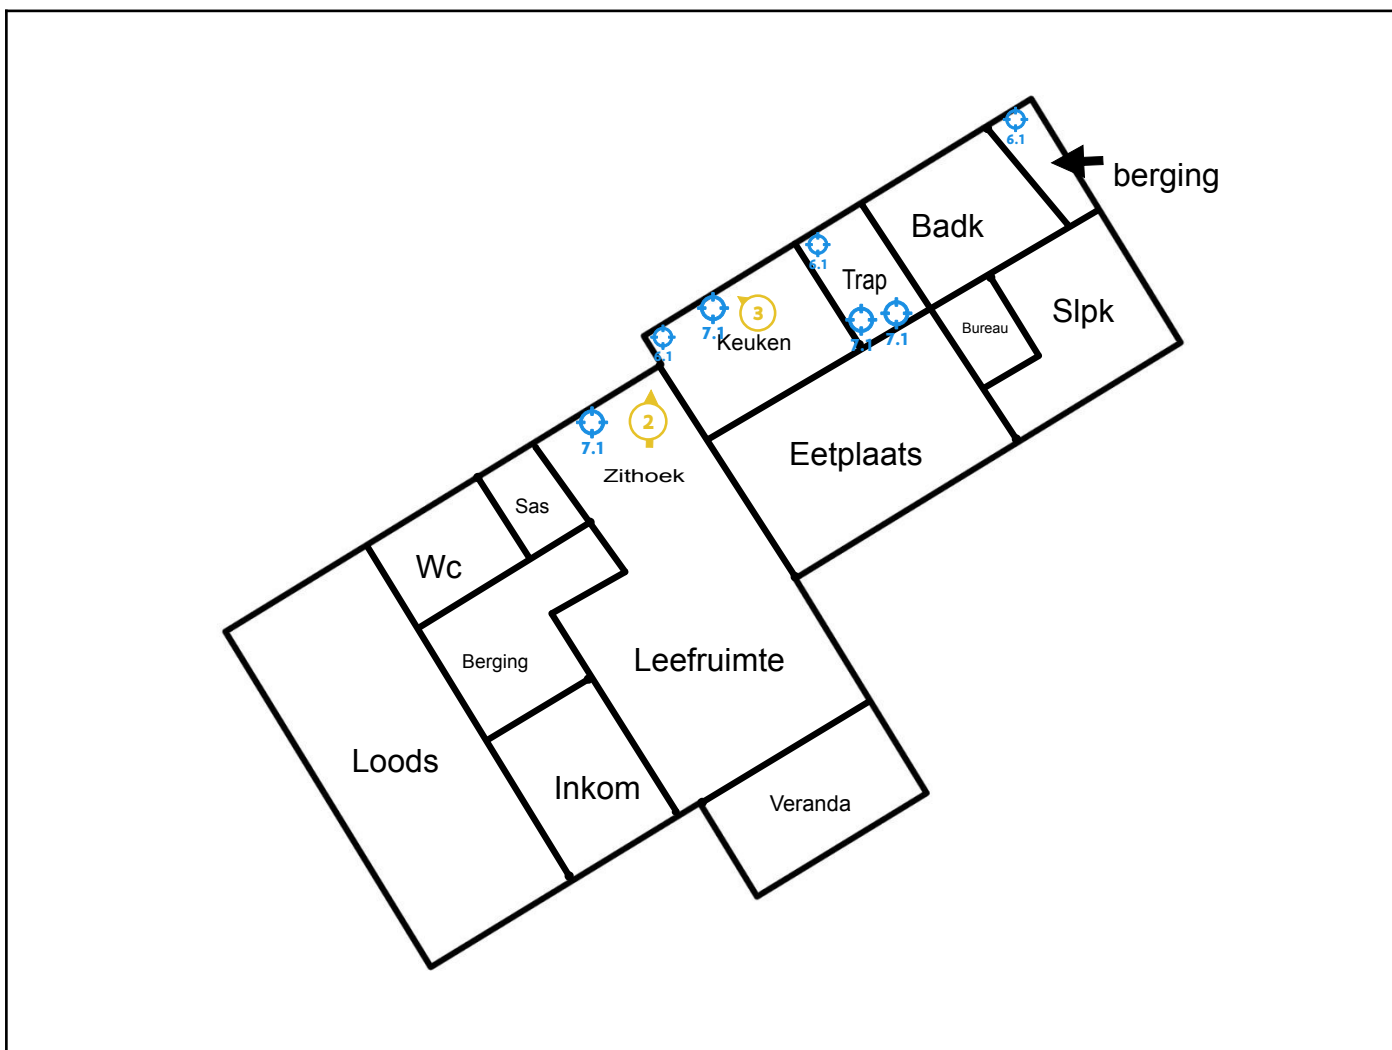 6.1
berging
Badk
6.1
Trap
Slpk
3
7.1
7.1
7.1
Bureau
Keuken
6.1
2
7.1
Eetplaats
Zithoek
Sas
Wc
Berging
Leefruimte
Loods
Inkom
Veranda